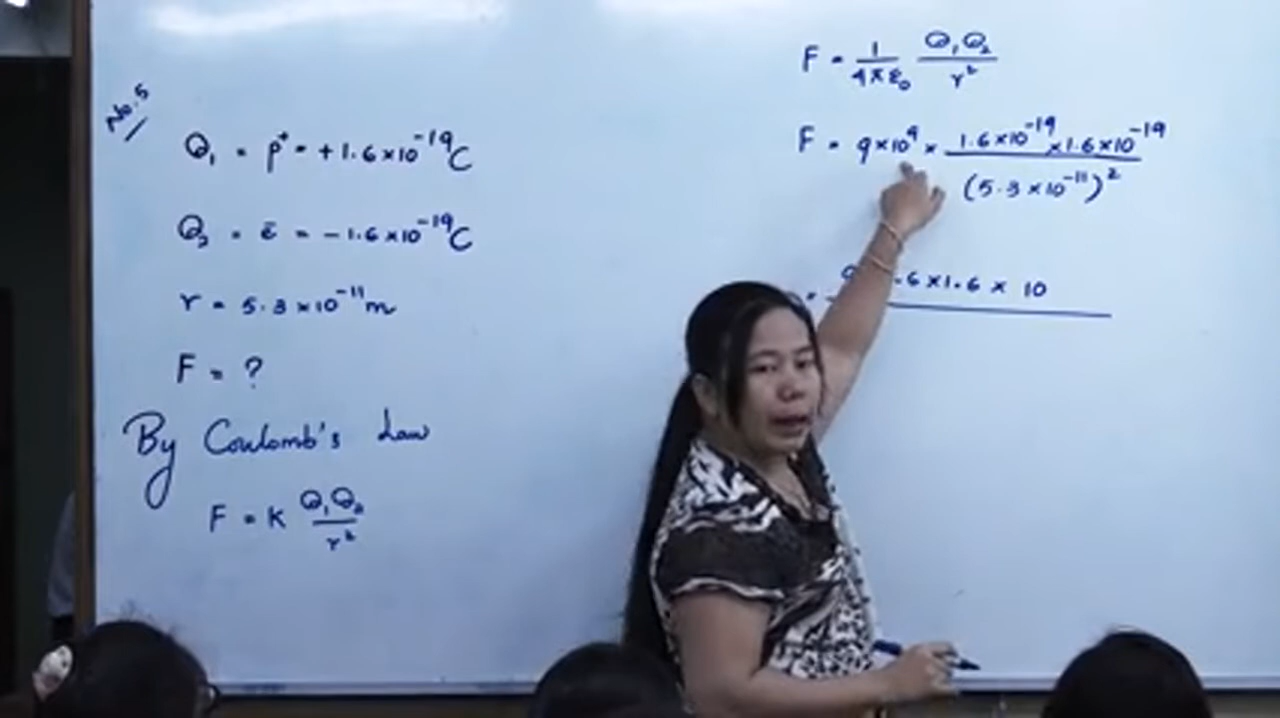 No.5
Q₁ = p⁺ = +1.6×10⁻¹⁹C
Q₂ = e̅ = −1.6×10⁻¹⁹C
r = 5.3×10⁻¹¹m
F = ?
By Coulomb's Law
F = K Q₁Q₂/r²
F = 1/4πε₀ Q₁Q₂/r²
F = 9×10⁹ × 1.6×10⁻¹⁹×1.6×10⁻¹⁹/(5.3×10⁻¹¹)²
.6×1.6×10